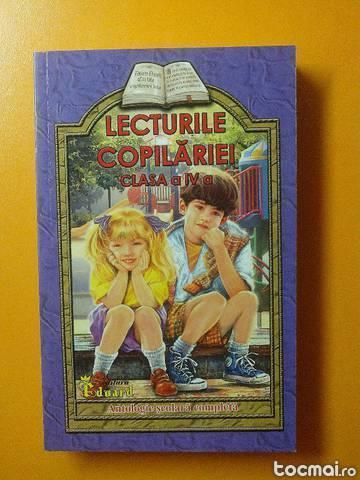 LECTURILE
COPILĂRIEI
CLASA a IV-a
Editura
Eduard
Antologie școlară completă
tocmai.ro